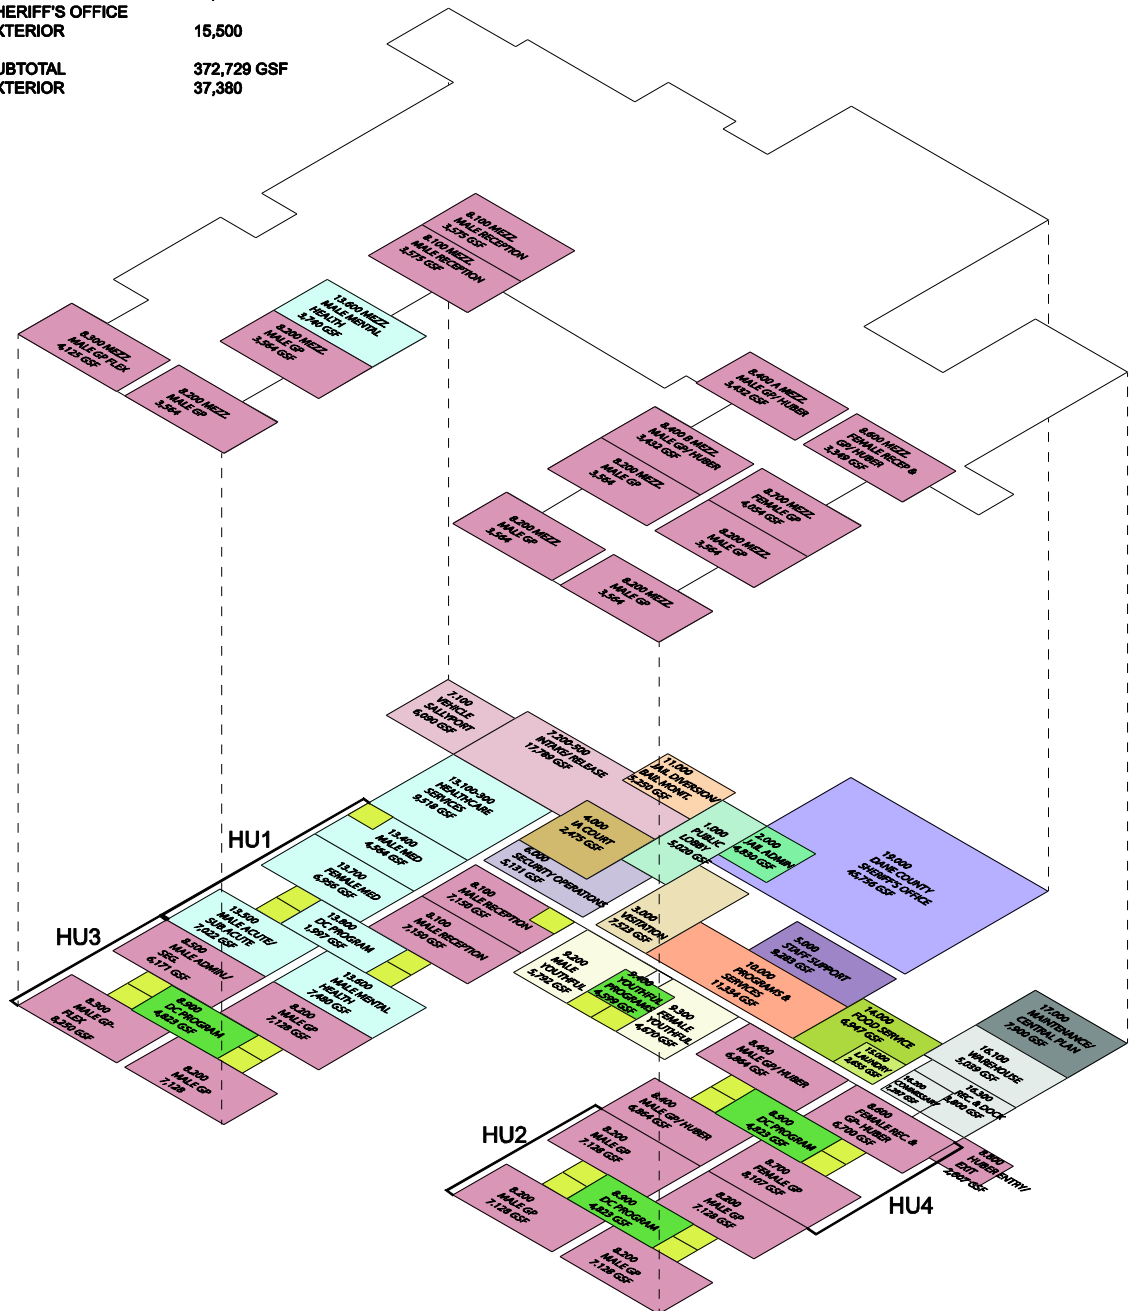 HERIFF'S OFFICE
XTERIOR 15,500
UBTOTAL 372,729 GSF
XTERIOR 37,380
8.100 MEZZ.
MALE RECEPTION
3,575 GSF
8.100 MEZZ.
MALE RECEPTION
3,575 GSF
13.600 MEZZ.
MALE MENTAL
HEALTH
3,740 GSF
8.200 MEZZ.
MALE GP
3,564 GSF
8.300 MEZZ.
MALE GP FLEX
4,125 GSF
8.200 MEZZ.
MALE GP
3,564
8.400 A MEZZ.
MALE GP/ HUBER
3,432 GSF
8.600 MEZZ.
FEMALE RECEP &
GP/ HUBER
3,349 GSF
8.400 B MEZZ.
MALE GP/ HUBER
3,432 GSF
8.200 MEZZ.
MALE GP
3,564
8.700 MEZZ.
FEMALE GP
4,054 GSF
8.200 MEZZ.
MALE GP
3,564
8.200 MEZZ.
MALE GP
3,564
8.200 MEZZ.
MALE GP
3,564
7.100
VEHICLE
SALLYPORT
6,090 GSF
7.200-500
INTAKE/ RELEASE
17,789 GSF
11.000
JAIL DIVERSION/
BAIL MONIT.
5,250 GSF
13.100-300
HEALTHCARE
SERVICES
9,518 GSF
4.000
IA COURT
2,475 GSF
1.000
PUBLIC
LOBBY
5,020 GSF
2.000
JAIL ADMIN
4,830 GSF
19.000
DANE COUNTY
SHERIFF'S OFFICE
45,756 GSF
HU1
13.400
MALE MED
4,564 GSF
6.000
SECURITY OPERATIONS
5,131 GSF
13.700
FEMALE MED
6,956 GSF
8.100
MALE RECEPTION
7,150 GSF
8.100
MALE RECEPTION
7,150 GSF
3.000
VISITATION
7,523 GSF
HU3
13.500
MALE ACUTE/
SUB ACUTE
7,022 GSF
13.800
DC PROGRAM
1,997 GSF
8.500
MALE ADMIN/
SEG.
6,171 GSF
13.600
MALE MENTAL
HEALTH
7,480 GSF
9.200
MALE
YOUTHFUL
5,792 GSF
9.400
YOUTHFUL
PROGRAMS
4,599 GSF
9.300
FEMALE
YOUTHFUL
4,670 GSF
10.000
PROGRAMS &
SERVICES
11,334 GSF
5.000
STAFF SUPPORT
9,283 GSF
8.300
MALE GP-
FLEX
8,250 GSF
8.900
DC PROGRAM
4,823 GSF
8.200
MALE GP
7,128 GSF
8.200
MALE GP
7,128
14.000
FOOD SERVICE
6,947 GSF
15.000
LAUNDRY
2,655 GSF
17.000
MAINTENANCE/
CENTRAL PLAN
7,900 GSF
16.100
WAREHOUSE
5,039 GSF
16.200
COMMISSARY
16.300
REC. & DOCK
8.400
MALE GP/ HUBER
6,864 GSF
8.400
MALE GP/ HUBER
6,864 GSF
8.900
DC PROGRAM
4,823 GSF
8.600
FEMALE REC. &
GP- HUBER
6,700 GSF
HUBER ENTRY/
EXIT
2,607 GSF
HU2
8.200
MALE GP
7,128 GSF
8.700
FEMALE GP
8,107 GSF
8.200
MALE GP
7,128 GSF
8.900
DC PROGRAM
4,823 GSF
8.200
MALE GP
7,128 GSF
8.200
MALE GP
7,128 GSF
HU4